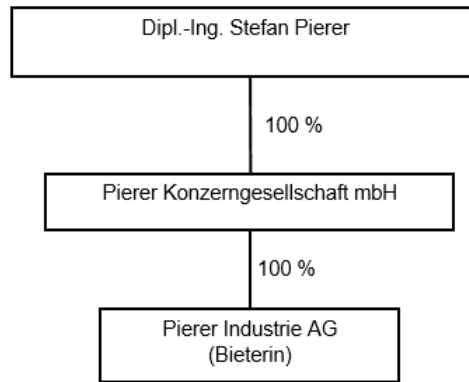 Dipl.-Ing. Stefan Pierer
100 %
Pierer Konzerngesellschaft mbH
100 %
Pierer Industrie AG
(Bieterin)